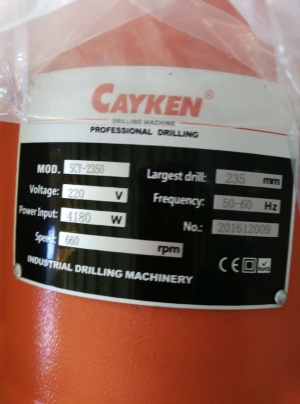 CAYKEN®
DRILLING MACHINE
PROFESSIONAL DRILLING
MOD. SCY-2350
Voltage: 220 V
Power Input: 4180 W
Speed: 660 rpm
Largest drill: 235 mm
Frequency: 50-60 Hz
No.: 201612009
INDUSTRIAL DRILLING MACHINERY
CE